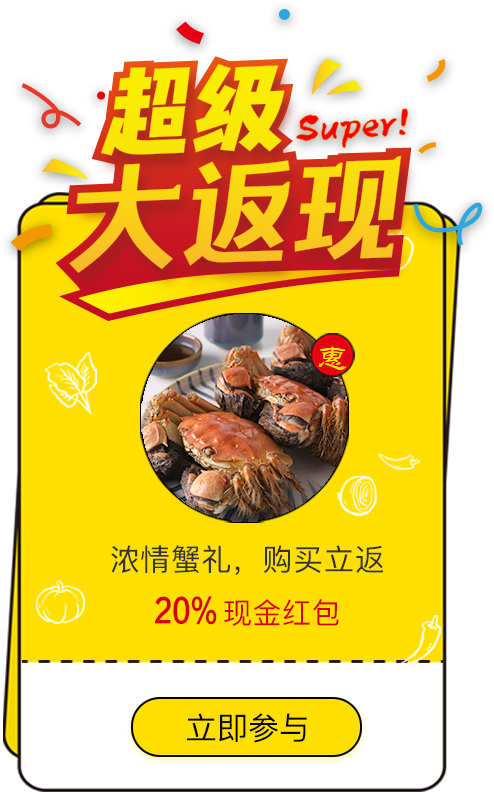 超级
Super!
大返现
惠
浓情蟹礼，购买立返
20%现金红包
立即参与